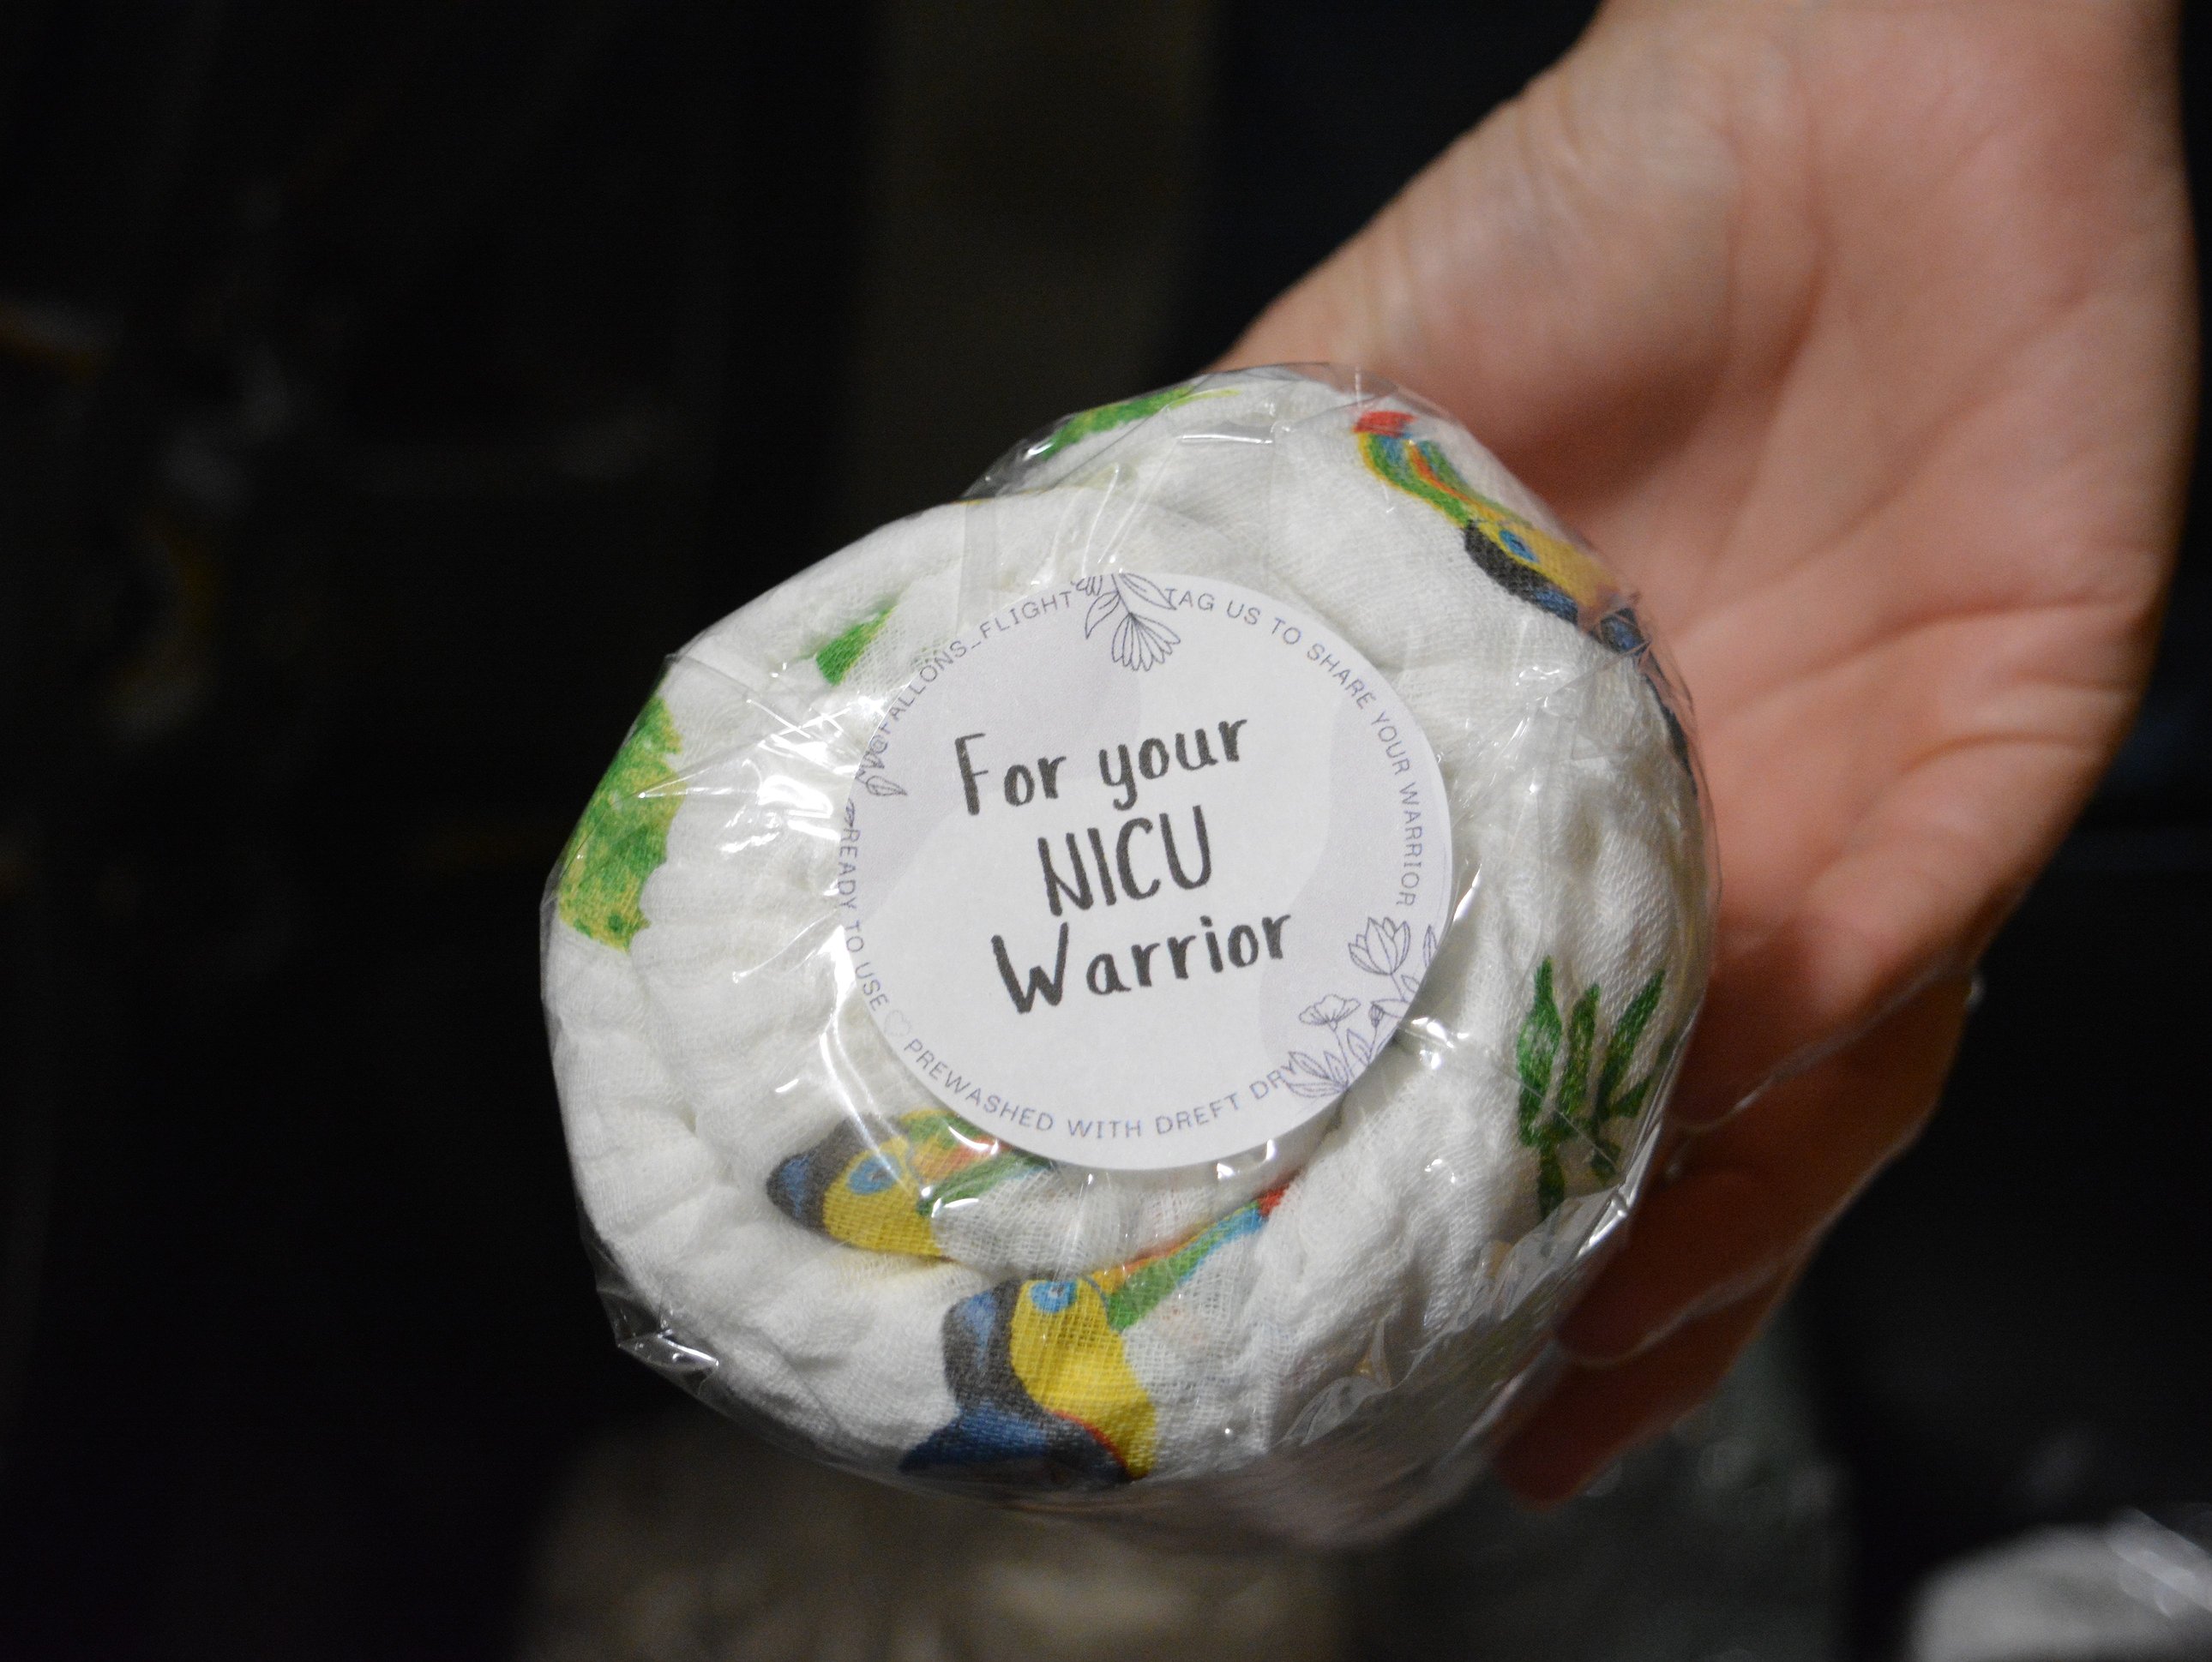 For your
NICU
Warrior
TAG US TO SHARE YOUR WARRIOR
PREWASHED WITH DREFT
READY TO USE
@FALLONS_FLIGHT